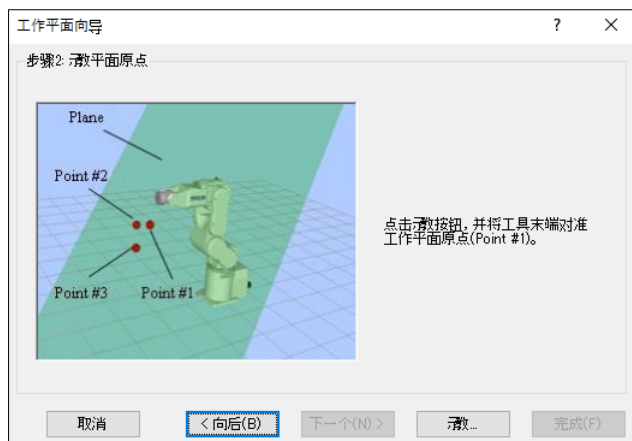 工作平面向导
?
×
步骤2: 示教平面原点
Plane
Point #2
Point #3
Point #1
点击示教按钮，并将工具末端对准
工作平面原点(Point #1)。
取消
< 向后(B)
下一个(N) >
示教...
完成(F)